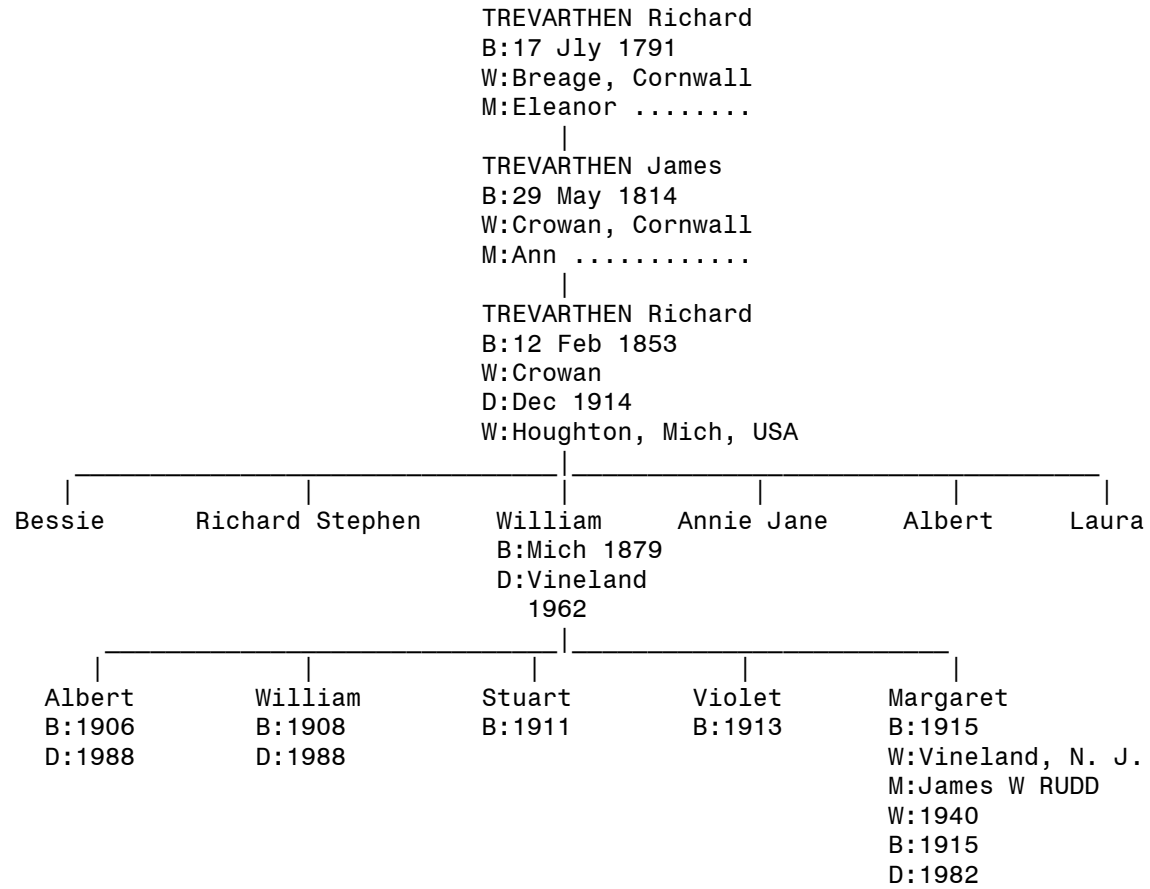 TREVARTHEN Richard
B:17 Jly 1791
W:Breage, Cornwall
M:Eleanor ........
TREVARTHEN James
B:29 May 1814
W:Crowan, Cornwall
M:Ann ............
TREVARTHEN Richard
B:12 Feb 1853
W:Crowan
D:Dec 1914
W:Houghton, Mich, USA
Bessie Richard Stephen William Annie Jane Albert Laura
B:Mich 1879
D:Vineland
1962
Albert William Stuart Violet Margaret
B:1906 B:1908 B:1911 B:1913 B:1915
D:1988 D:1988 W:Vineland, N. J.
M:James W RUDD
W:1940
B:1915
D:1982